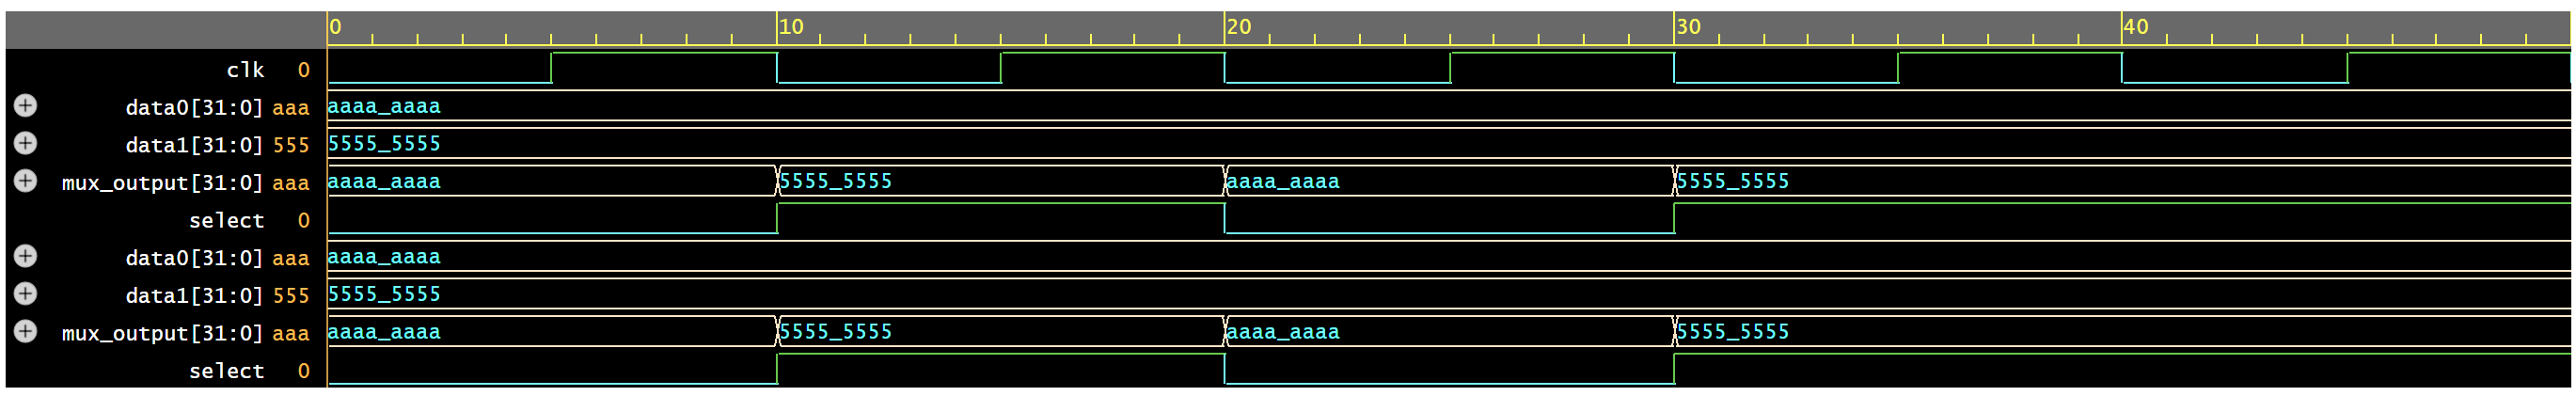 0 10 20 30 40
clk 0
data0[31:0] aaa aaaa_aaaa
data1[31:0] 555 5555_5555
mux_output[31:0] aaa aaaa_aaaa 5555_5555 aaaa_aaaa 5555_5555
select 0
data0[31:0] aaa aaaa_aaaa
data1[31:0] 555 5555_5555
mux_output[31:0] aaa aaaa_aaaa 5555_5555 aaaa_aaaa 5555_5555
select 0